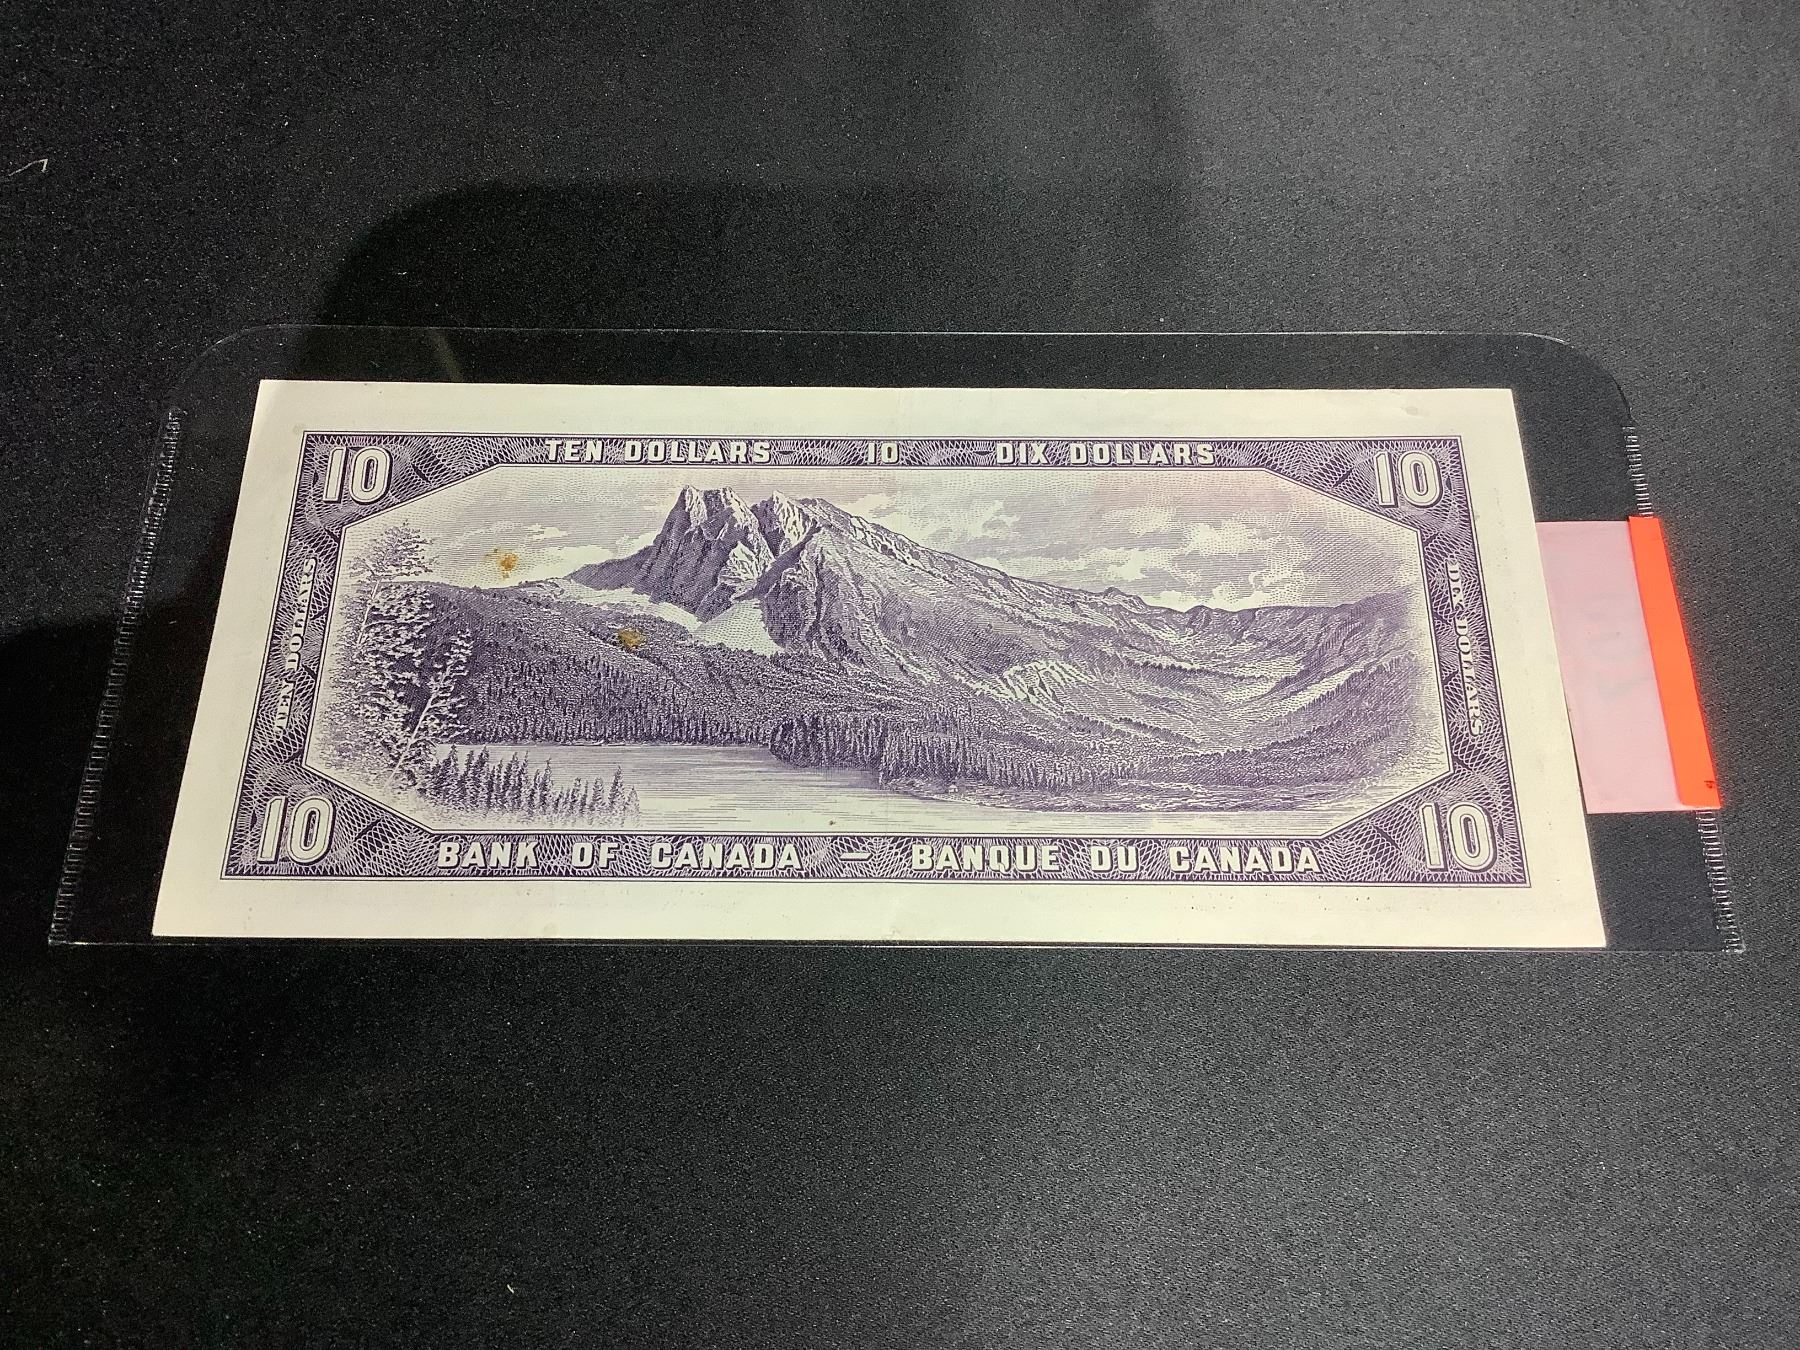 TEN DOLLARS 10 DIX DOLLARS
10 10
TEN DOLLARS
DIX DOLLARS
10 10
BANK OF CANADA — BANQUE DU CANADA